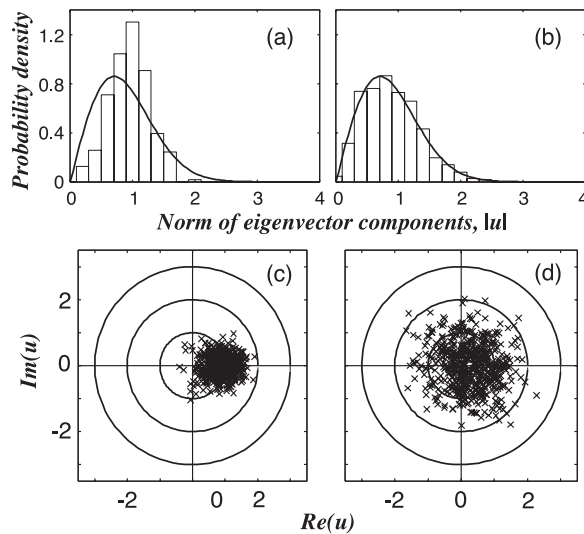 Probability density
1.2
0.8
0.4
0
(a)
(b)
0 1 2 3 4
0 1 2 3 4
Norm of eigenvector components, |u|
Im(u)
2
0
-2
(c)
(d)
-2 0 2
-2 0 2
Re(u)